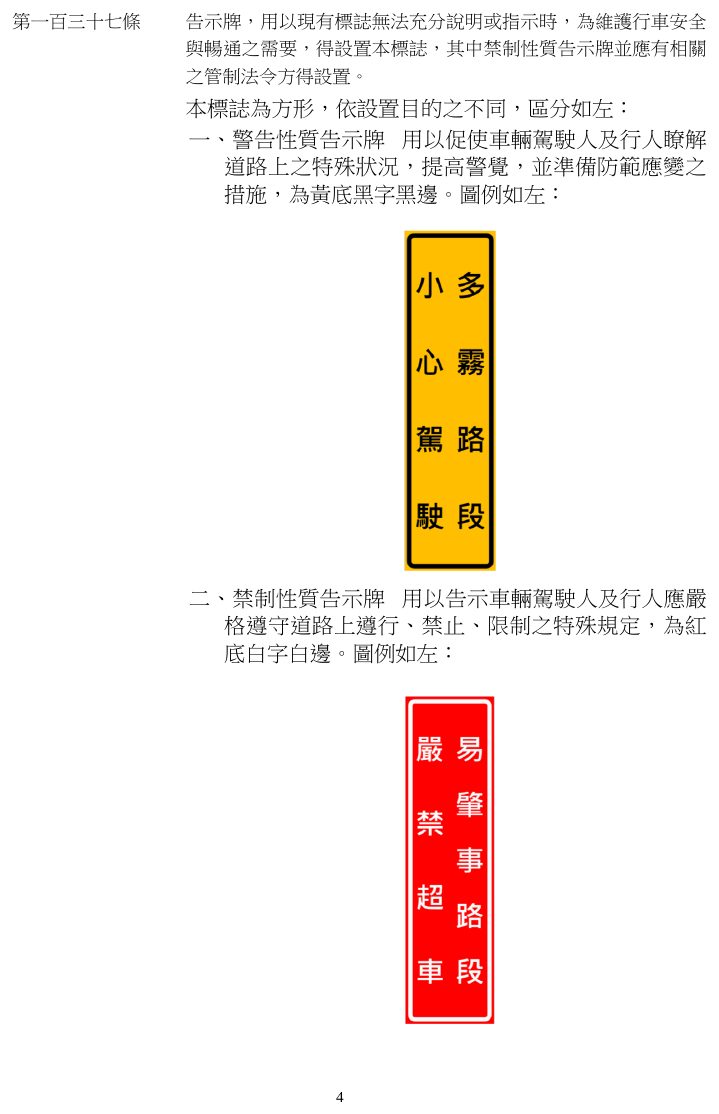 第一百三十七條 告示牌，用以現有標誌無法充分說明或指示時，為維護行車安全
與暢通之需要，得設置本標誌，其中禁制性質告示牌並應有相關
之管制法令方得設置。
本標誌為方形，依設置目的之不同，區分如左：
一、警告性質告示牌 用以促使車輛駕駛人及行人瞭解
道路上之特殊狀況，提高警覺，並準備防範應變之
措施，為黃底黑字黑邊。圖例如左：
多霧路段
小心駕駛
二、禁制性質告示牌 用以告示車輛駕駛人及行人應嚴
格遵守道路上遵行、禁止、限制之特殊規定，為紅
底白字白邊。圖例如左：
易肇事路段
嚴禁超車
4